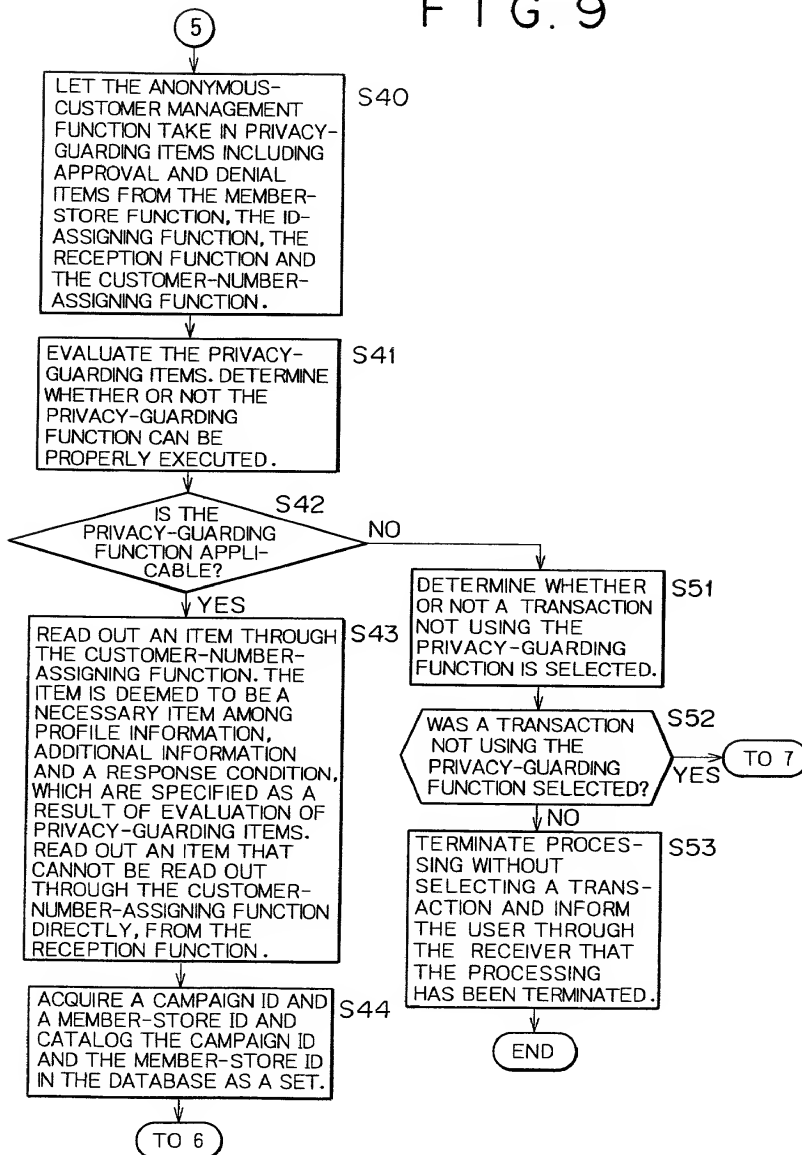 FIG. 9
5
LET THE ANONYMOUS-
CUSTOMER MANAGEMENT
FUNCTION TAKE IN PRIVACY-
GUARDING ITEMS INCLUDING
APPROVAL AND DENIAL
ITEMS FROM THE MEMBER-
STORE FUNCTION, THE ID-
ASSIGNING FUNCTION, THE
RECEPTION FUNCTION AND
THE CUSTOMER-NUMBER-
ASSIGNING FUNCTION.
S40
EVALUATE THE PRIVACY-
GUARDING ITEMS. DETERMINE
WHETHER OR NOT THE
PRIVACY-GUARDING
FUNCTION CAN BE
PROPERLY EXECUTED.
S41
IS THE
PRIVACY-GUARDING
FUNCTION APPLI-
CABLE?
S42
NO
YES
READ OUT AN ITEM THROUGH
THE CUSTOMER-NUMBER-
ASSIGNING FUNCTION. THE
ITEM IS DEEMED TO BE A
NECESSARY ITEM AMONG
PROFILE INFORMATION,
ADDITIONAL INFORMATION
AND A RESPONSE CONDITION,
WHICH ARE SPECIFIED AS A
RESULT OF EVALUATION OF
PRIVACY-GUARDING ITEMS.
READ OUT AN ITEM THAT
CANNOT BE READ OUT
THROUGH THE CUSTOMER-
NUMBER-ASSIGNING FUNCTION
DIRECTLY, FROM THE
RECEPTION FUNCTION.
S43
ACQUIRE A CAMPAIGN ID AND
A MEMBER-STORE ID AND
CATALOG THE CAMPAIGN ID
AND THE MEMBER-STORE ID
IN THE DATABASE AS A SET.
S44
TO 6
DETERMINE WHETHER
OR NOT A TRANSACTION
NOT USING THE
PRIVACY-GUARDING
FUNCTION IS SELECTED.
S51
WAS A TRANSACTION
NOT USING THE
PRIVACY-GUARDING
FUNCTION SELECTED?
S52
YES
TO 7
NO
TERMINATE PROCES-
SING WITHOUT
SELECTING A TRANS-
ACTION AND INFORM
THE USER THROUGH
THE RECEIVER THAT
THE PROCESSING
HAS BEEN TERMINATED.
S53
END